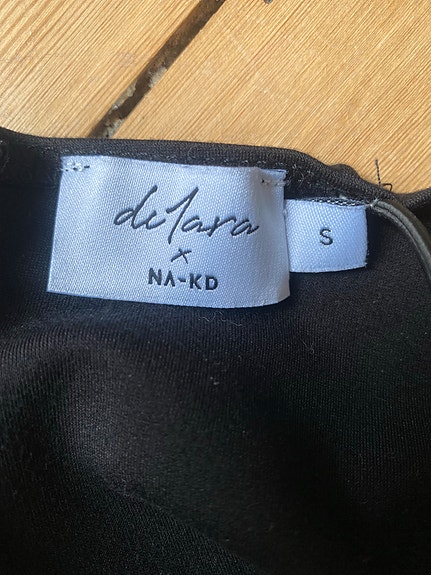 dilara
x
NA-KD
S